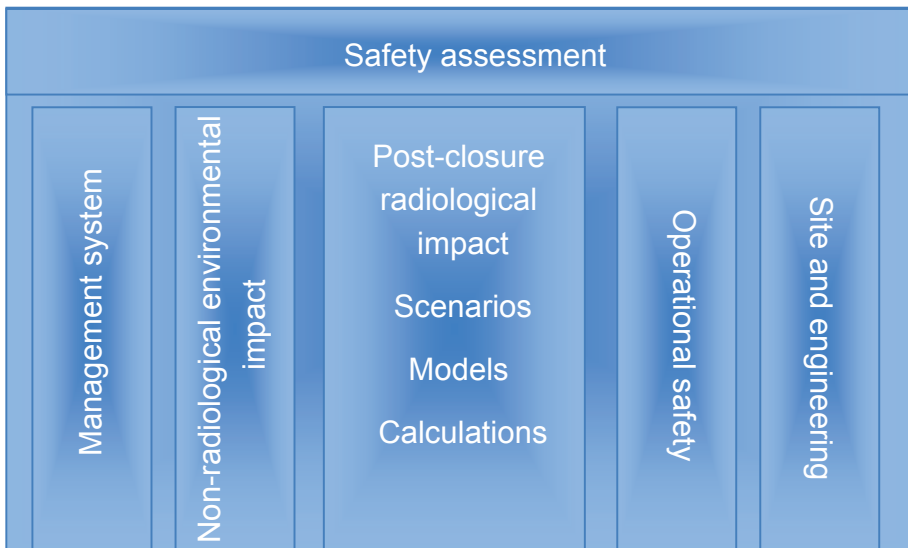 Safety assessment
Management system
Non-radiological environmental
impact
Post-closure
radiological
impact
Scenarios
Models
Calculations
Operational safety
Site and engineering